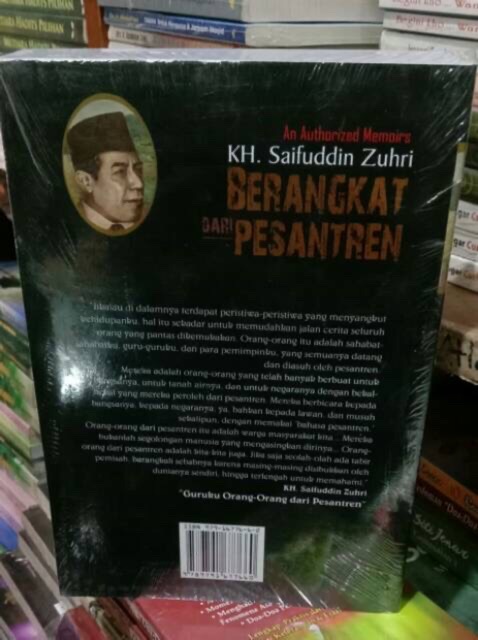 An Authorized Memoirs
KH. Saifuddin Zuhri
BERANGKAT
DARI PESANTREN
di dalamnya terdapat peristiwa-peristiwa yang menyangkut
kehidupanku, hal itu sekadar untuk memudahkan jalan cerita seluruh
orang yang pantas dikemukakan. Orang-orang itu adalah sahabat-
sahabatku, guru-guruku, dan para pemimpinku, yang semuanya datang
dan diasuh oleh pesantren.
Mereka adalah orang-orang yang telah banyak berbuat untuk
untuk tanah airnya, dan untuk negaranya dengan bekal-
bekal yang mereka peroleh dari pesantren. Mereka berbicara kepada
bangsanya, kepada negaranya, ya, bahkan kepada lawan, dan musuh
sekalipun, dengan memakai 'bahasa pesantren.'
Orang-orang dari pesantren itu adalah warga masyarakat kita... Mereka
bukanlah segolongan manusia yang mengasingkan dirinya... Orang-
orang dari pesantren adalah kita-kita juga. Jika saja seolah-olah ada tabir
pemisah, barangkali sebabnya karena masing-masing disibukkan oleh
dunianya sendiri, hingga terlengah untuk memahami."
KH. Saifuddin Zuhri
"Guruku Orang-Orang dari Pesantren"
MUTIARA HADITS PILIHAN
Siti Jenar